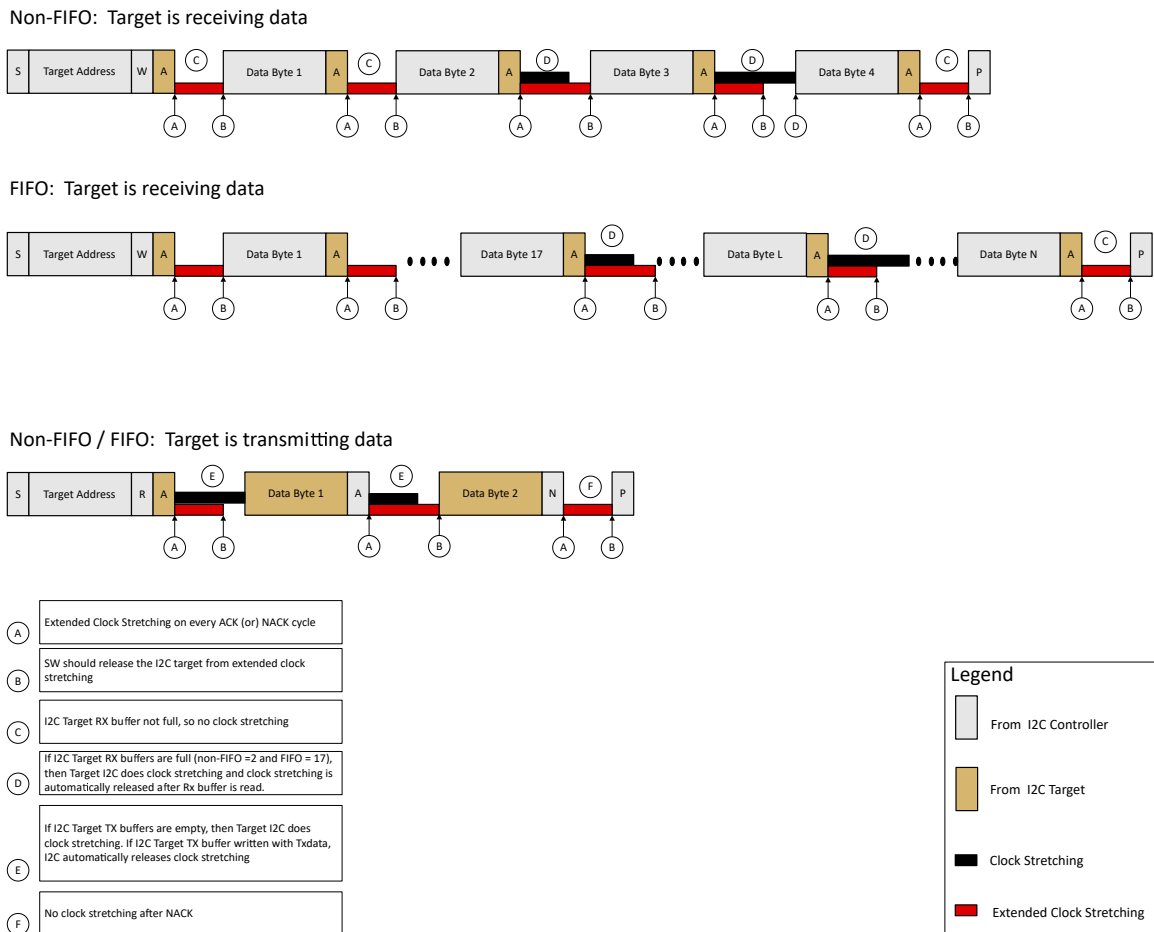 Non-FIFO: Target is receiving data
C C D D C
S Target Address W A Data Byte 1 A Data Byte 2 A Data Byte 3 A Data Byte 4 A P
A B A B A B A B D A B
FIFO: Target is receiving data
D D C
S Target Address W A Data Byte 1 A Data Byte 17 A Data Byte L A Data Byte N A P
A B A B A B A B A B
Non-FIFO / FIFO: Target is transmitting data
E E F
S Target Address R A Data Byte 1 A Data Byte 2 N P
A B A B A B
A
Extended Clock Stretching on every ACK (or) NACK cycle
B
SW should release the I2C target from extended clock
stretching
C
I2C Target RX buffer not full, so no clock stretching
D
If I2C Target RX buffers are full (non-FIFO =2 and FIFO = 17),
then Target I2C does clock stretching and clock stretching is
automatically released after Rx buffer is read.
E
If I2C Target TX buffers are empty, then Target I2C does
clock stretching. If I2C Target TX buffer written with Txdata,
I2C automatically releases clock stretching
F
No clock stretching after NACK
Legend
From I2C Controller
From I2C Target
Clock Stretching
Extended Clock Stretching